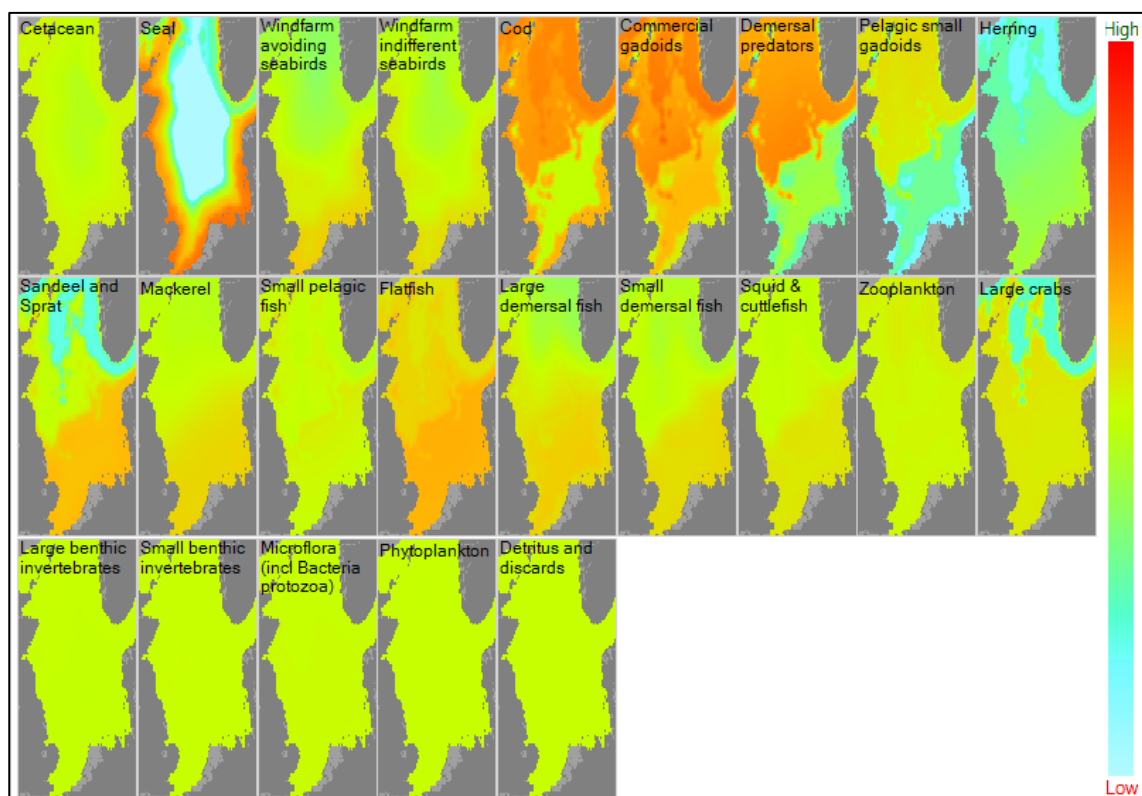 Cetacean
Seal
Windfarm
avoiding
seabirds
Windfarm
indifferent
seabirds
Cod
Commercial
gadoids
Demersal
predators
Pelagic small
gadoids
Herring
High
Sandeel and
Sprat
Mackerel
Small pelagic
fish
Flatfish
Large
demersal fish
Small
demersal fish
Squid &
cuttlefish
Zooplankton
Large crabs
Large benthic
invertebrates
Small benthic
invertebrates
Microflora
(incl Bacteria
protozoa)
Phytoplankton
Detritus and
discards
Low